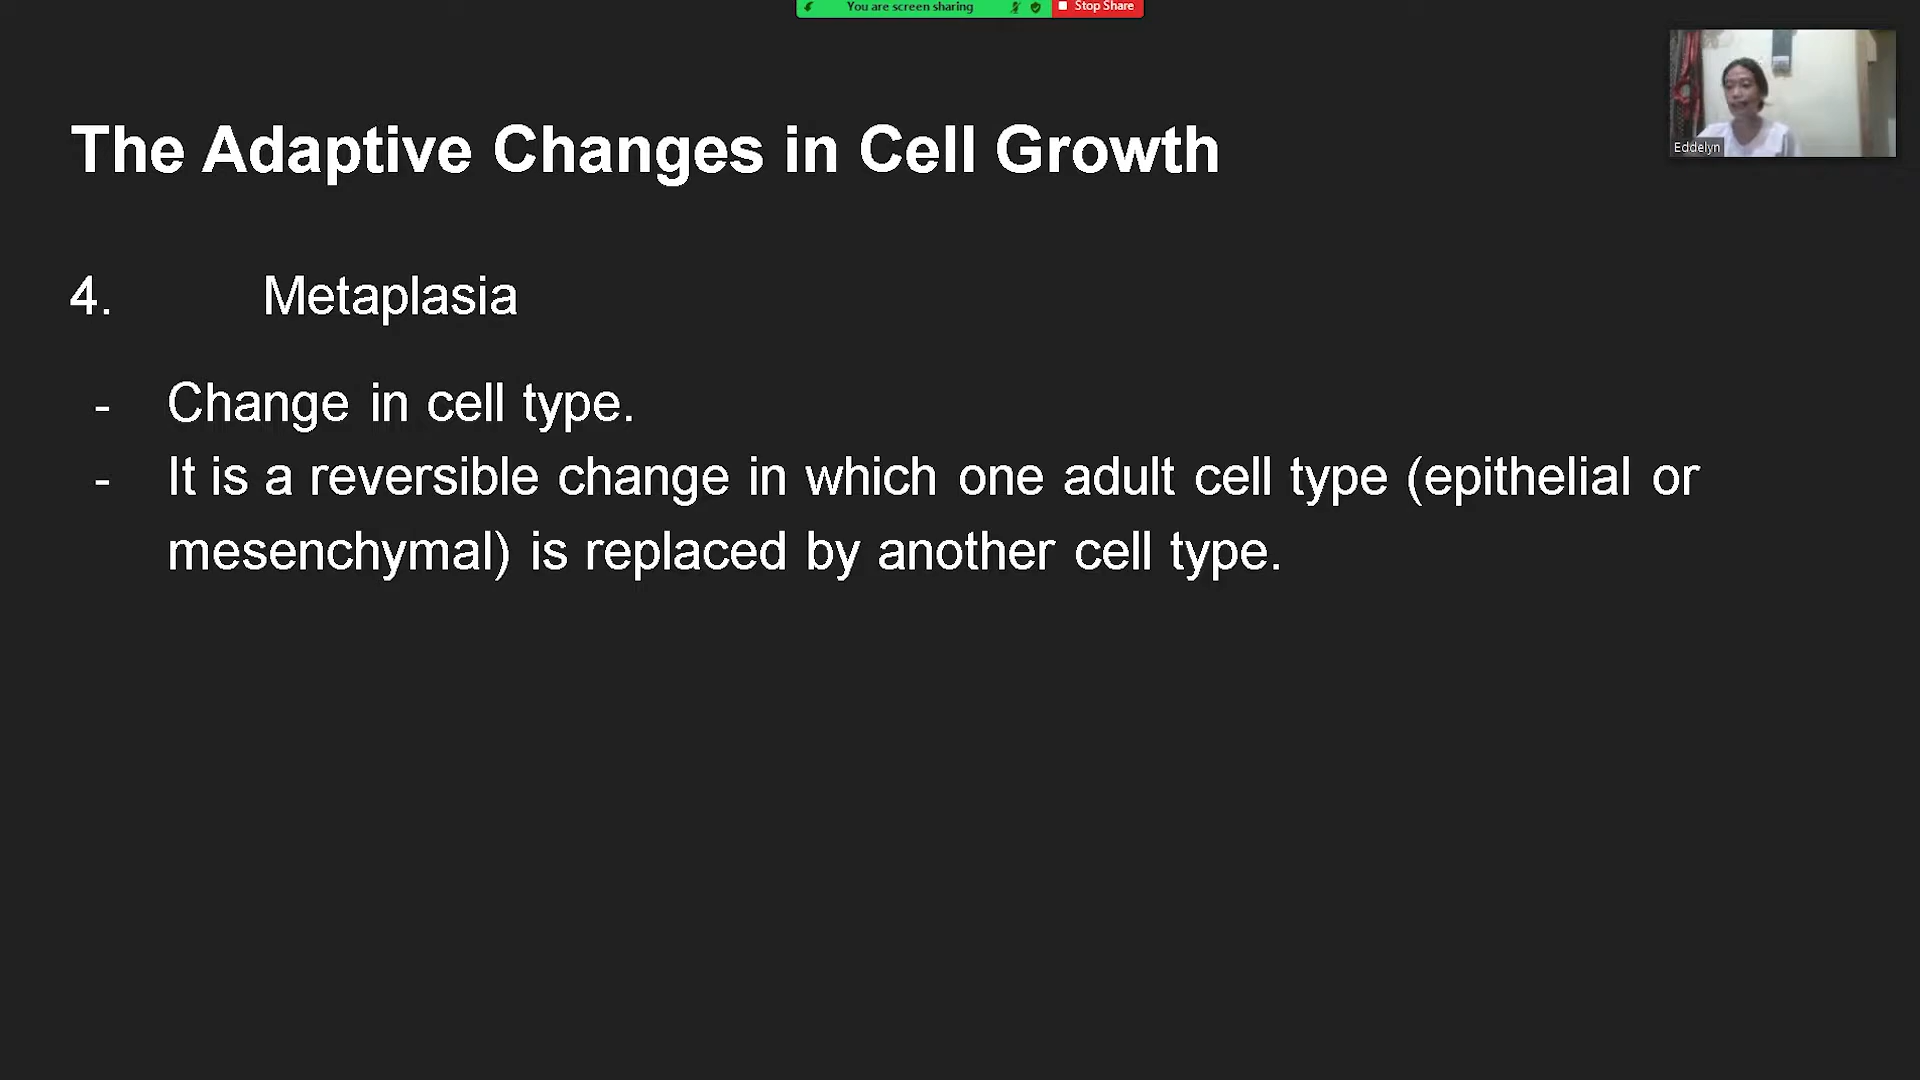 You are screen sharing
Stop Share
Eddelyn
The Adaptive Changes in Cell Growth
4. Metaplasia
- Change in cell type.
- It is a reversible change in which one adult cell type (epithelial or
mesenchymal) is replaced by another cell type.